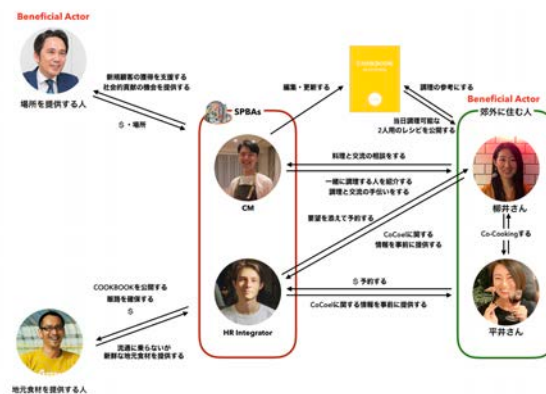 Beneficial Actor
場所を提供する人
新規顧客の獲得を支援する
社会的貢献の機会を提供する
$・場所
SPBAs
編集・更新する
COOKBOOK
調理の参考にする
当日調理可能な
2人用のレシピを公開する
Beneficial Actor
郊外に住む人
料理と交流の相談をする
一緒に調理する人を紹介する
調理と交流の手伝いをする
CM
柳井さん
要望を添えて予約する
CoCoelに関する
情報を事前に提供する
Co-Cookingする
COOKBOOKを公開する
販路を確保する
$
$ 予約する
CoCoelに関する情報を事前に提供する
HR Integrator
平井さん
流通に乗らないが
新鮮な地元食材を提供する
地元食材を提供する人